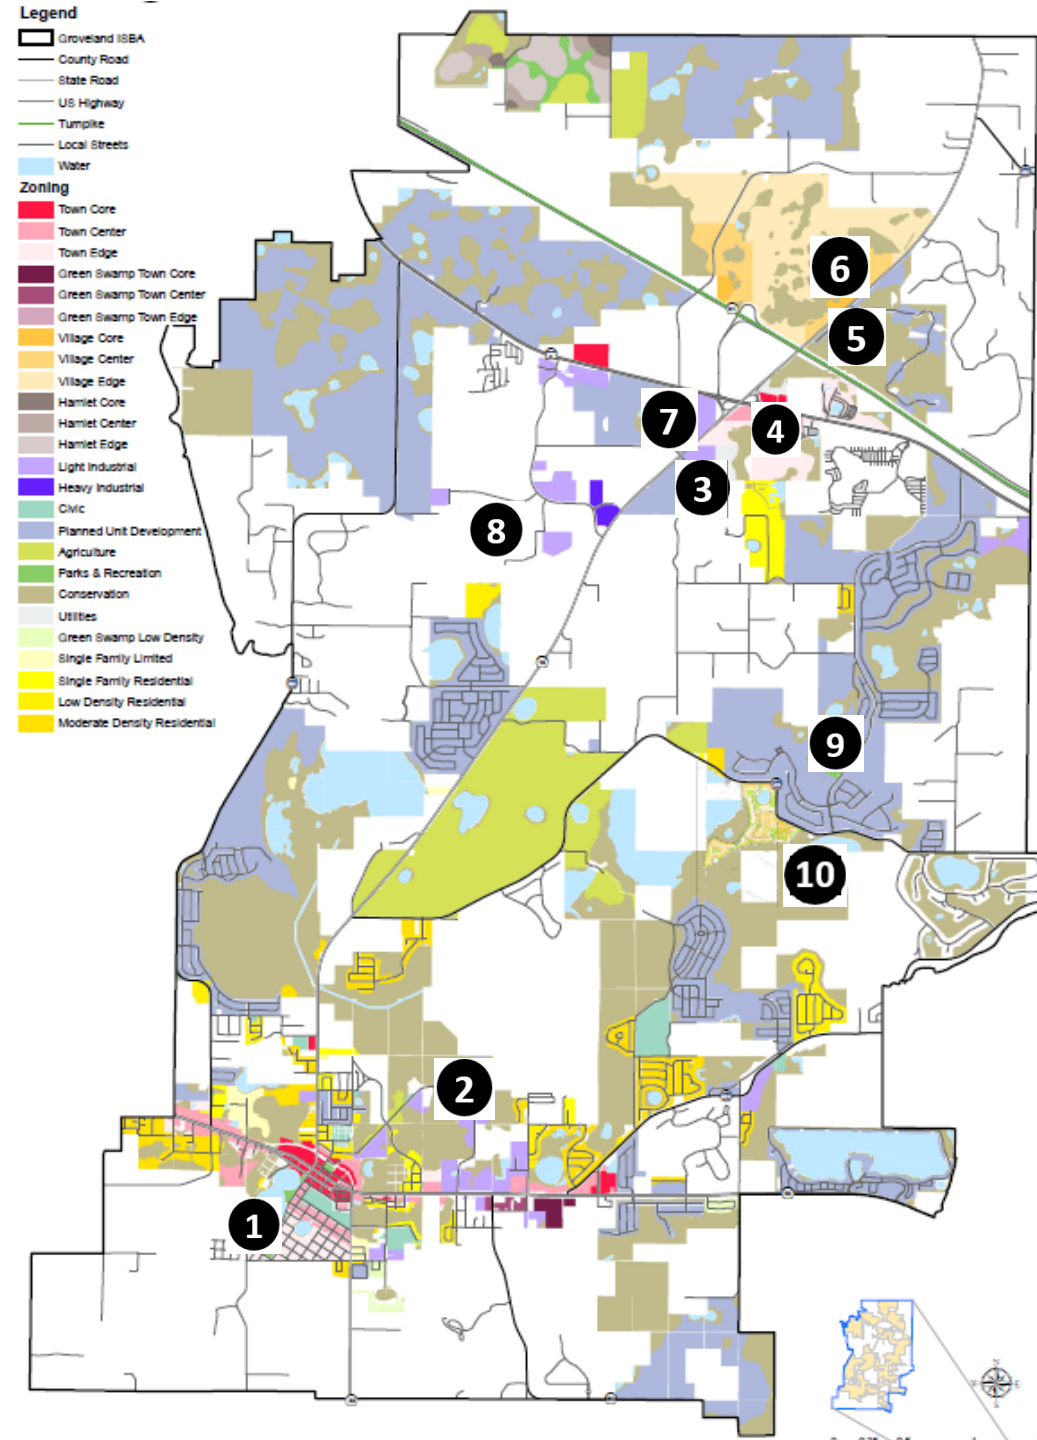 Legend
Groveland ISBA
County Road
State Road
US Highway
Turnpike
Local Streets
Water
Zoning
Town Core
Town Center
Town Edge
Green Swamp Town Core
Green Swamp Town Center
Green Swamp Town Edge
Village Core
Village Center
Village Edge
Hamlet Core
Hamlet Center
Hamlet Edge
Light Industrial
Heavy Industrial
Civic
Planned Unit Development
Agriculture
Parks & Recreation
Conservation
Utilities
Green Swamp Low Density
Single Family Limited
Single Family Residential
Low Density Residential
Moderate Density Residential
6
5
7
4
3
8
9
10
2
1